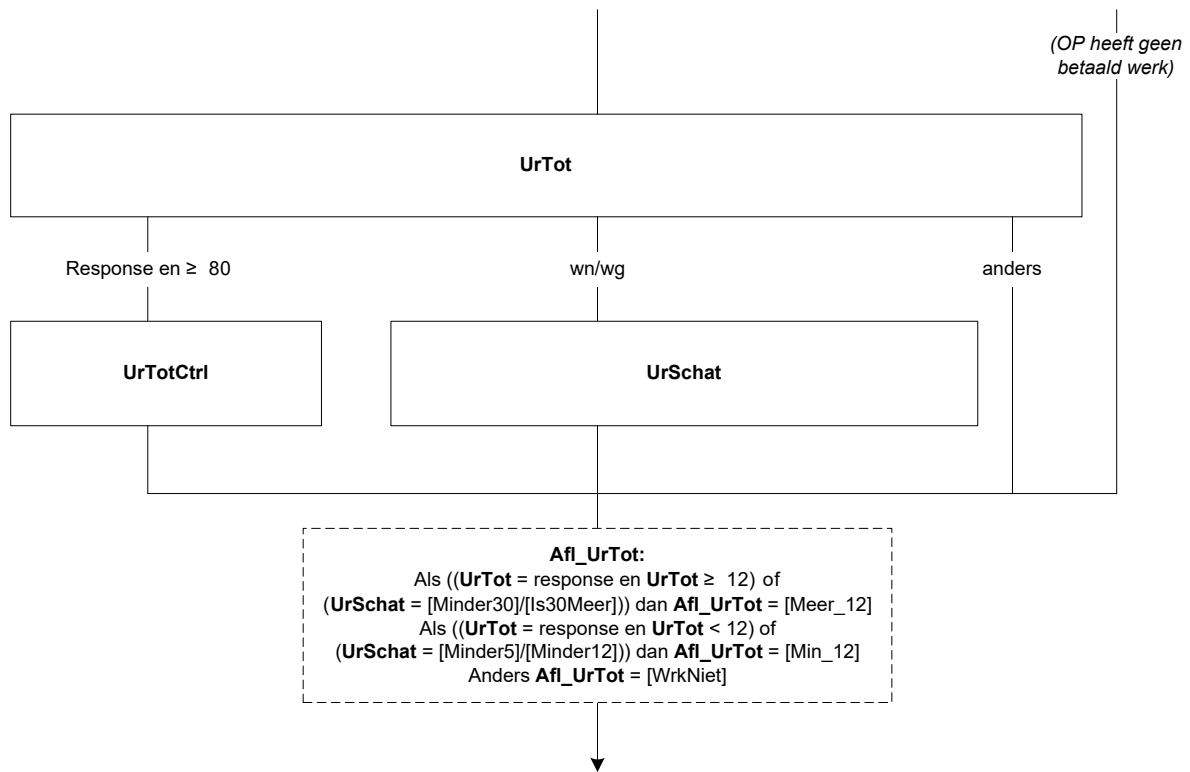 (OP heeft geen
betaald werk)
UrTot
Response en ≥ 80
wn/wg
anders
UrTotCtrl
UrSchat
Afl_UrTot:
Als ((UrTot = response en UrTot ≥ 12) of
(UrSchat = [Minder30]/[Is30Meer])) dan Afl_UrTot = [Meer_12]
Als ((UrTot = response en UrTot < 12) of
(UrSchat = [Minder5]/[Minder12])) dan Afl_UrTot = [Min_12]
Anders Afl_UrTot = [WrkNiet]